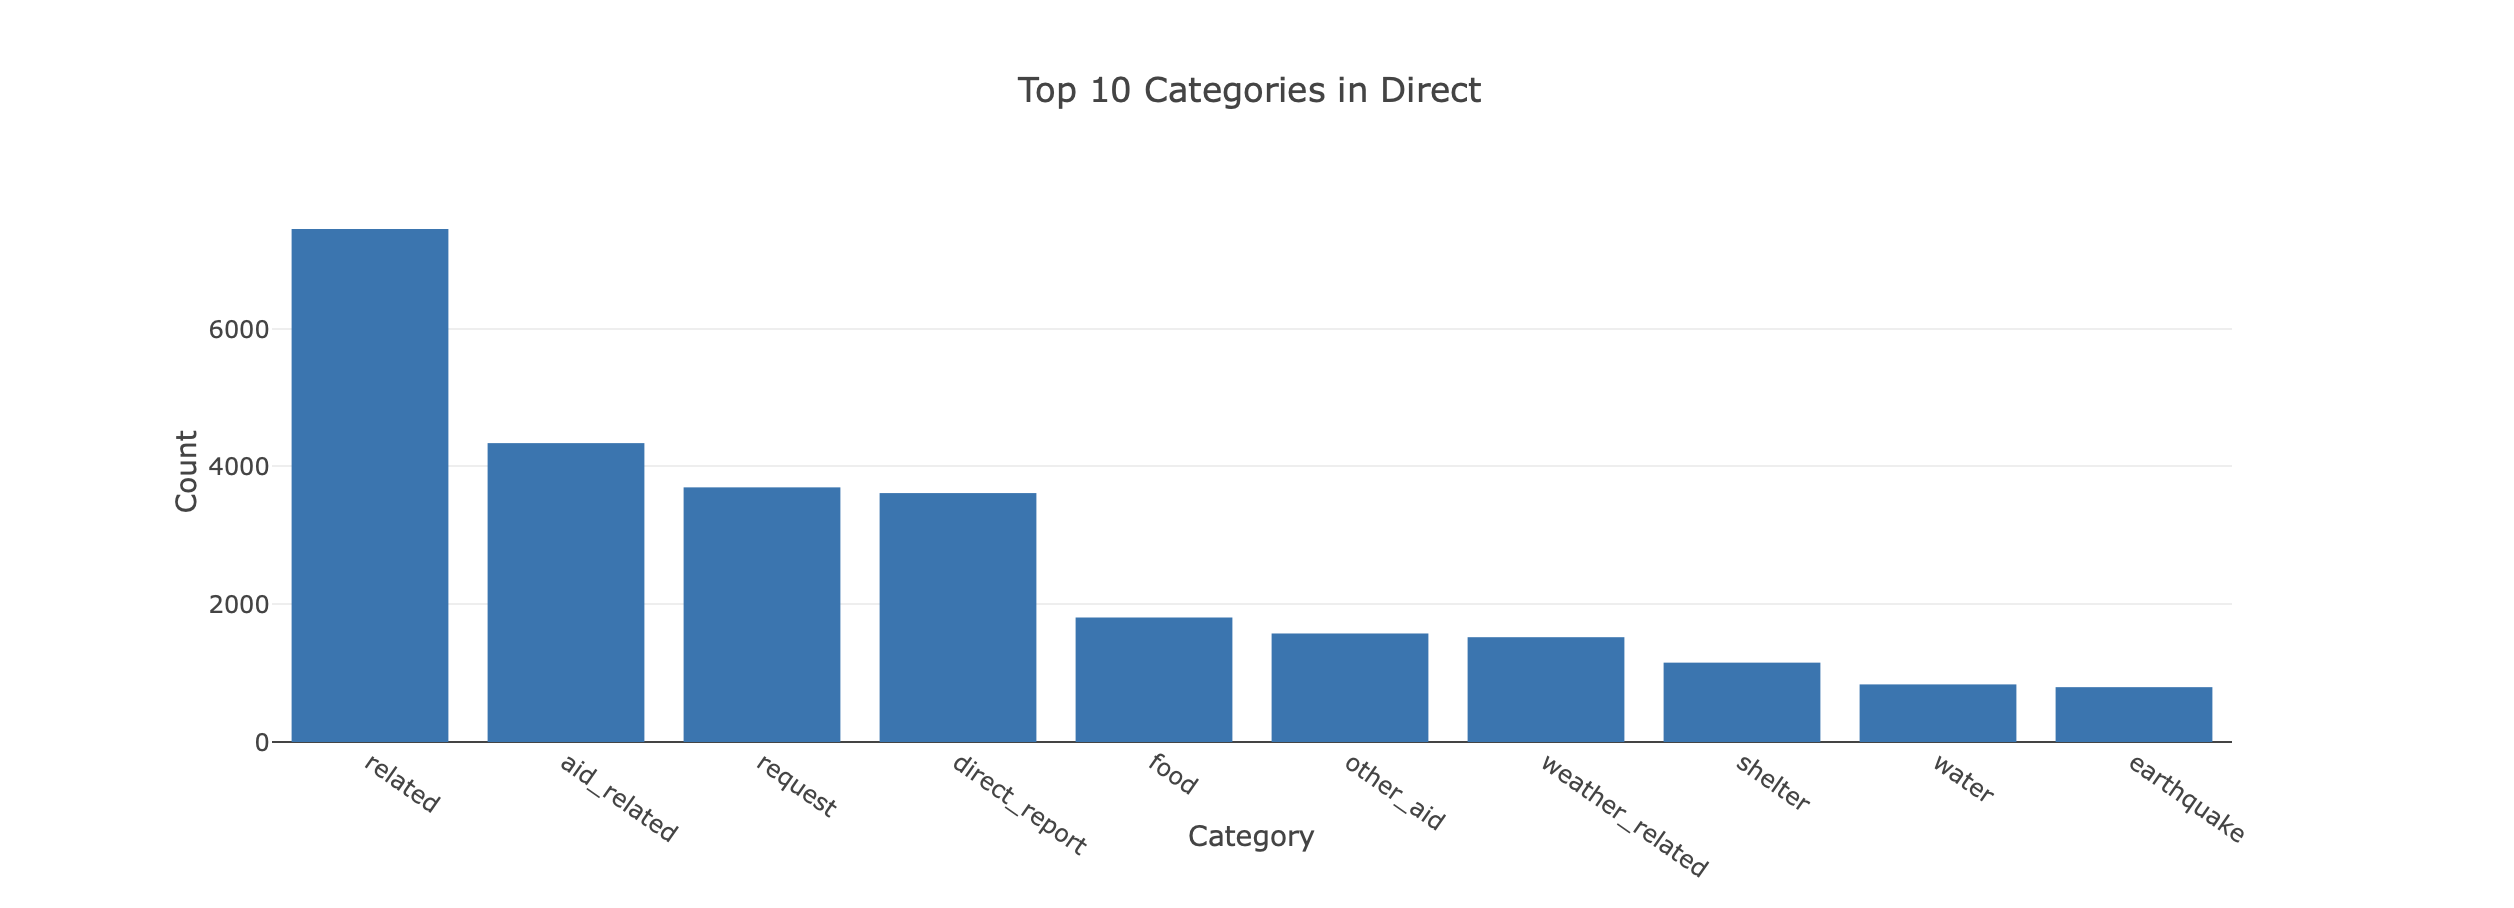 Top 10 Categories in Direct
6000
4000
2000
0
Count
related
aid_related
request
direct_report
food
other_aid
weather_related
shelter
water
earthquake
Category